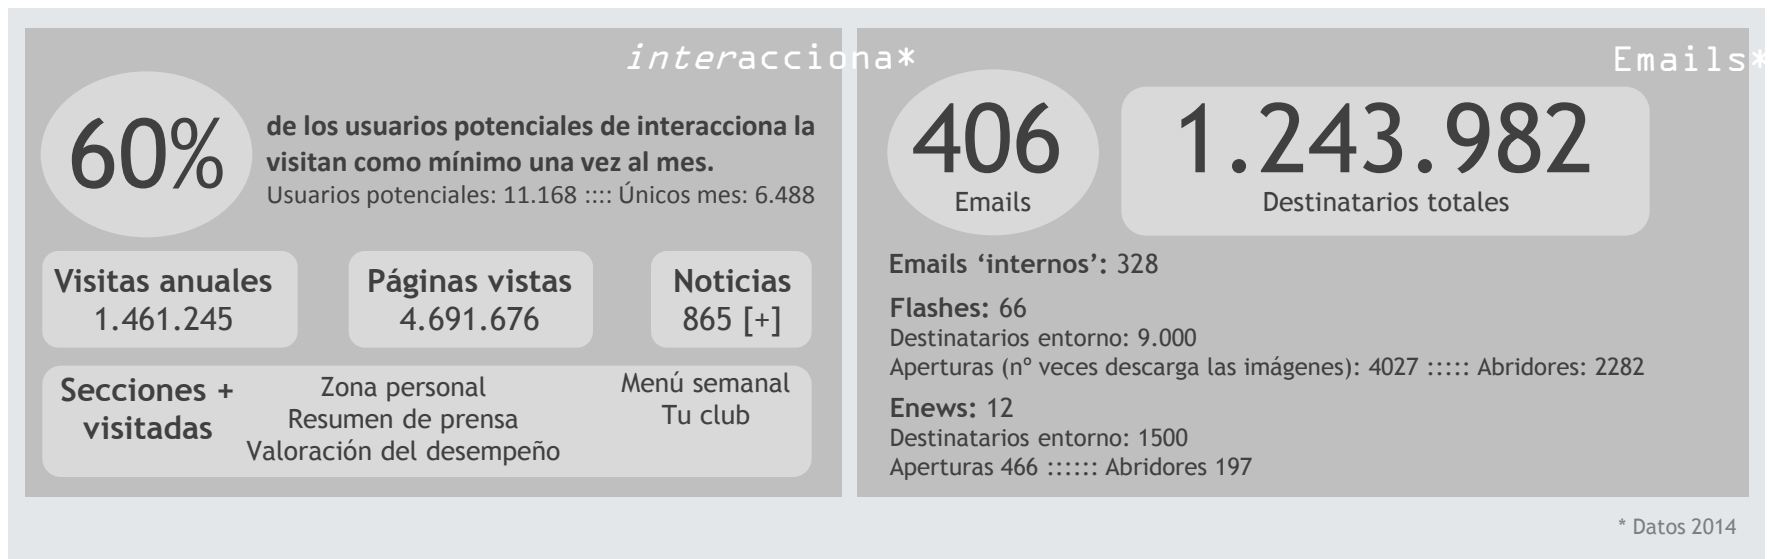 interacciona*
60%
de los usuarios potenciales de interacciona la
visitan como mínimo una vez al mes.
Usuarios potenciales: 11.168 :::: Únicos mes: 6.488
Visitas anuales
1.461.245
Páginas vistas
4.691.676
Noticias
865 [+]
Secciones +
visitadas
Zona personal
Resumen de prensa
Valoración del desempeño
Menú semanal
Tu club
Emails*
406
Emails
1.243.982
Destinatarios totales
Emails ‘internos’: 328
Flashes: 66
Destinatarios entorno: 9.000
Aperturas (nº veces descarga las imágenes): 4027 ::::: Abridores: 2282
Enews: 12
Destinatarios entorno: 1500
Aperturas 466 :::::: Abridores 197
* Datos 2014